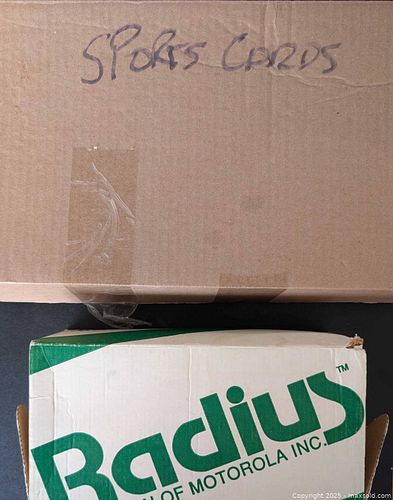 SPORTS CARDS
Radius™
N OF MOTOROLA INC.
Copyright 2025 - maxsold.com